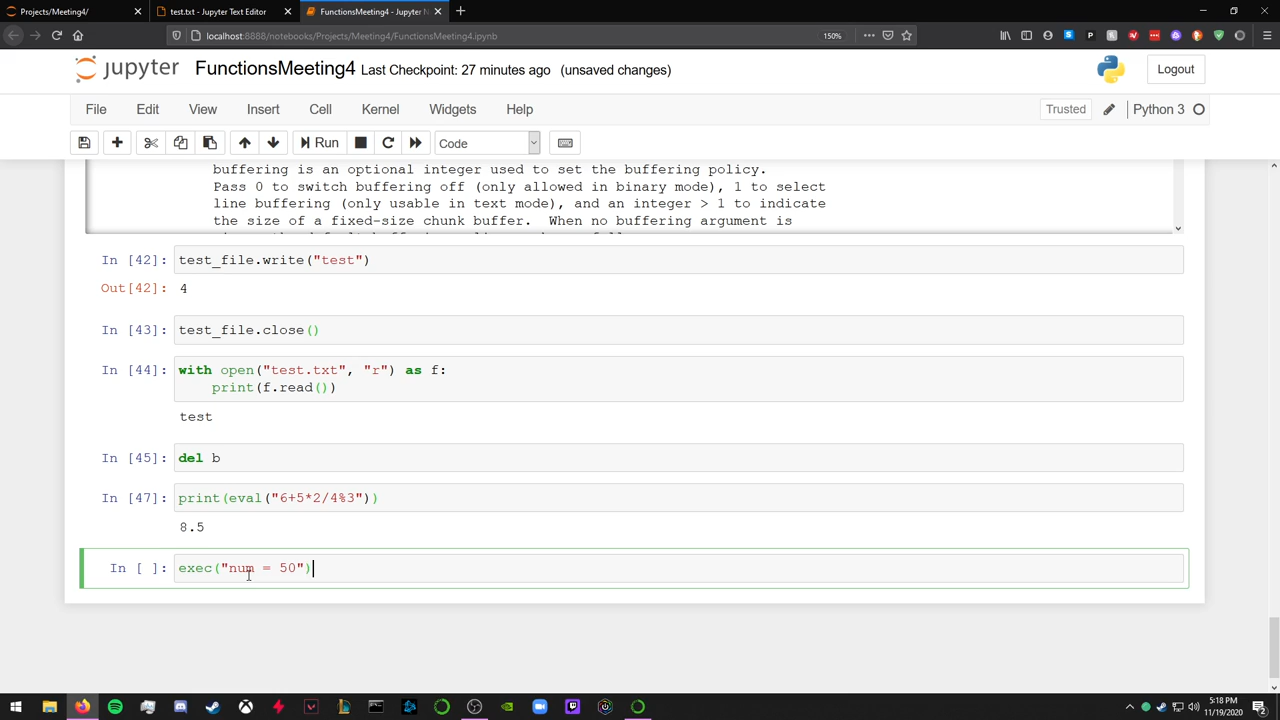 Projects/Meeting4/
test.txt - Jupyter Text Editor
FunctionsMeeting4 - Jupyter N
localhost:8888/notebooks/Projects/Meeting4/FunctionsMeeting4.ipynb
150%
jupyter FunctionsMeeting4 Last Checkpoint: 27 minutes ago (unsaved changes)
Logout
File Edit View Insert Cell Kernel Widgets Help
Trusted
Python 3
Run
Code
buffering is an optional integer used to set the buffering policy.
Pass 0 to switch buffering off (only allowed in binary mode), 1 to select
line buffering (only usable in text mode), and an integer > 1 to indicate
the size of a fixed-size chunk buffer.  When no buffering argument is
In [42]: test_file.write("test")
Out[42]: 4
In [43]: test_file.close()
In [44]: with open("test.txt", "r") as f:
    print(f.read())
test
In [45]: del b
In [47]: print(eval("6+5*2/4%3"))
8.5
In [ ]: exec("num = 50")
5:18 PM
11/19/2020
2